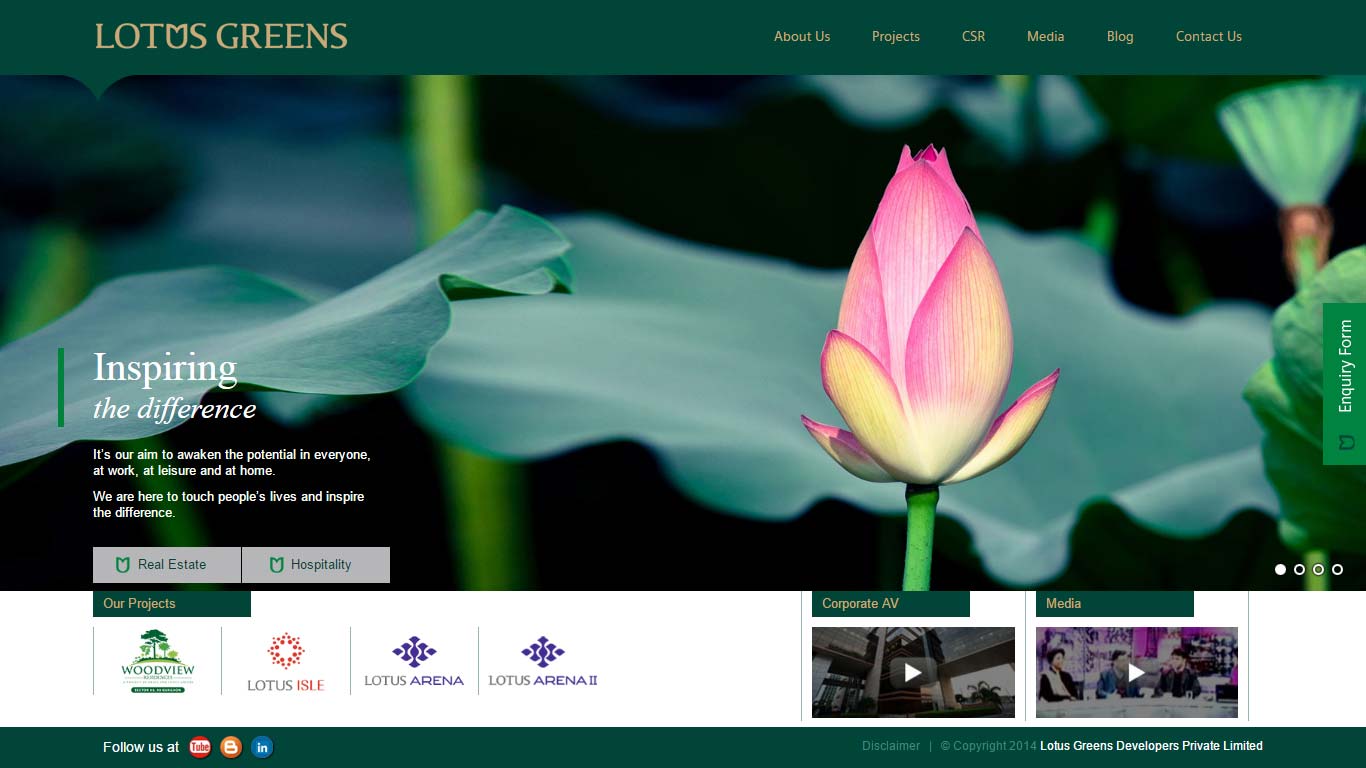 LOTUS GREENS
About Us
Projects
CSR
Media
Blog
Contact Us
Inspiring
the difference
It's our aim to awaken the potential in everyone,
at work, at leisure and at home.
We are here to touch people's lives and inspire
the difference.
Real Estate
Hospitality
Enquiry Form
Our Projects
WOODVIEW
RESIDENCES
LOTUS ISLE
LOTUS ARENA
LOTUS ARENA II
Corporate AV
Media
Follow us at
Tube
in
Disclaimer | © Copyright 2014 Lotus Greens Developers Private Limited